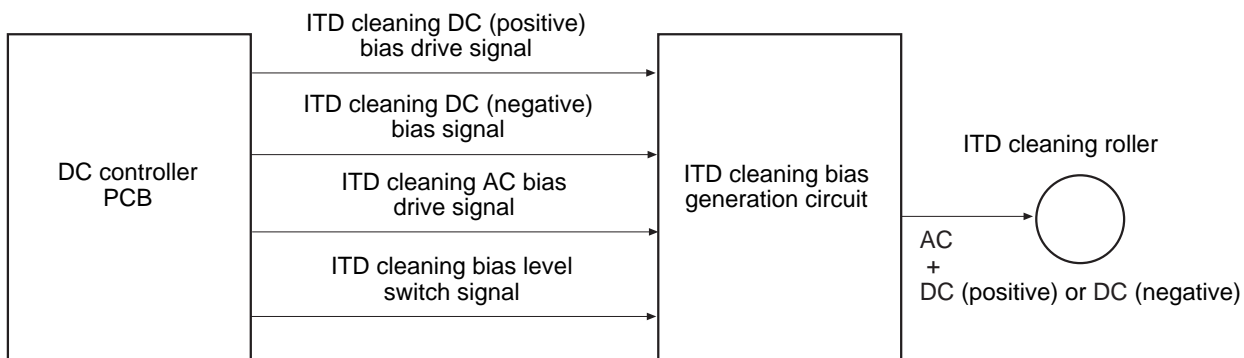 ITD cleaning DC (positive)
bias drive signal
ITD cleaning DC (negative)
bias signal
ITD cleaning AC bias
drive signal
ITD cleaning bias level
switch signal
DC controller
PCB
ITD cleaning bias
generation circuit
ITD cleaning roller
AC
+
DC (positive) or DC (negative)